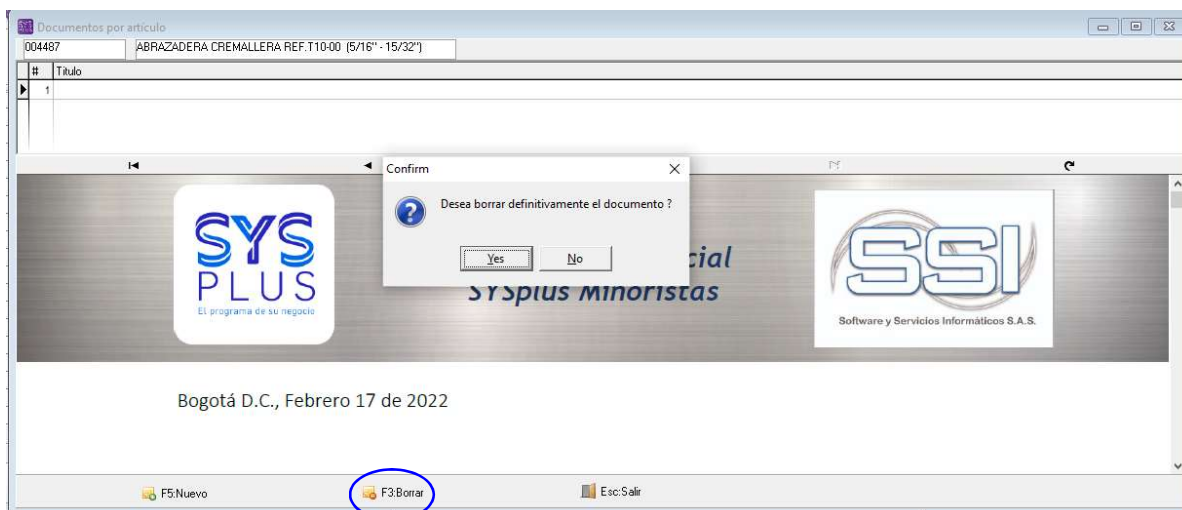 Documentos por artículo
004487 ABRAZADERA CREMALLERA REF.T10-00 (5/16" - 15/32")
# Titulo
1
Confirm
Desea borrar definitivamente el documento ?
Yes No
SYS
PLUS
El programa de su negocio
cial
SYSplus Minoristas
SSI
Software y Servicios Informáticos S.A.S.
Bogotá D.C., Febrero 17 de 2022
F5:Nuevo F3:Borrar Esc:Salir